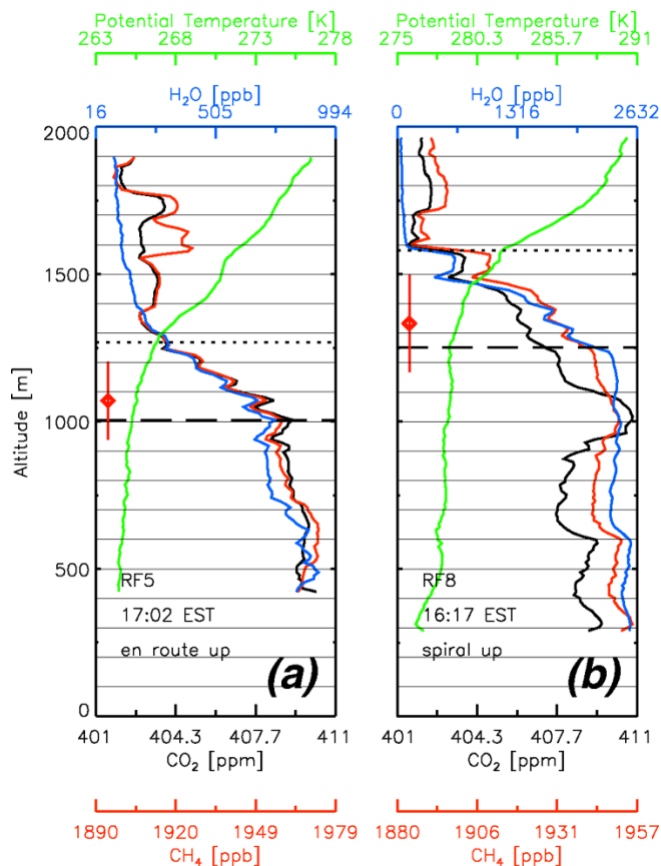 Potential Temperature [K] Potential Temperature [K]
263 268 273 278 275 280.3 285.7 291
H₂O [ppb] H₂O [ppb]
16 505 994 0 1316 2632
2000
1500
1000
500
0
Altitude [m]
RF5 RF8
17:02 EST 16:17 EST
en route up spiral up
(a) (b)
401 404.3 407.7 411 401 404.3 407.7 411
CO₂ [ppm] CO₂ [ppm]
1890 1920 1949 1979 1880 1906 1931 1957
CH₄ [ppb] CH₄ [ppb]